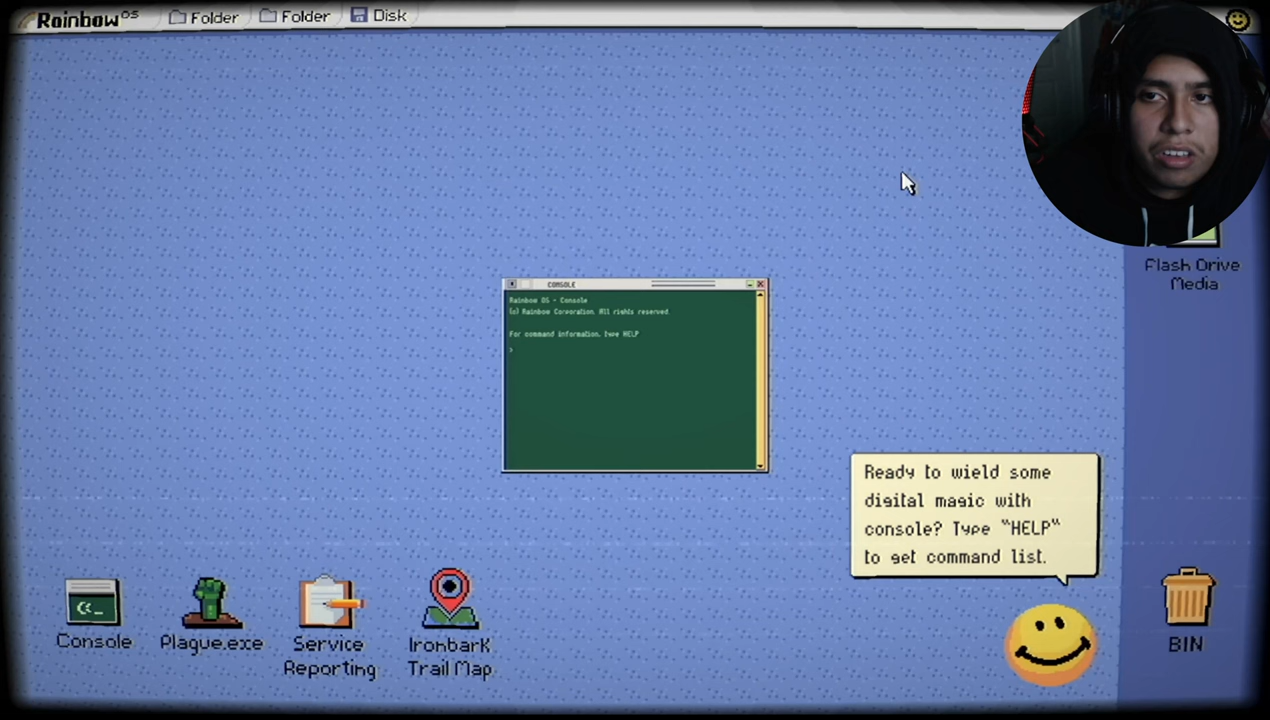 RainbowOS
Folder
Folder
Disk
Flash Drive
Media
CONSOLE
Rainbow OS - Console
(c) Rainbow Corporation. All rights reserved.
For command information, type HELP
>
Ready to wield some
digital magic with
console? Type "HELP"
to get command list.
Console
Plague.exe
Service
Reporting
Ironbark
Trail Map
BIN